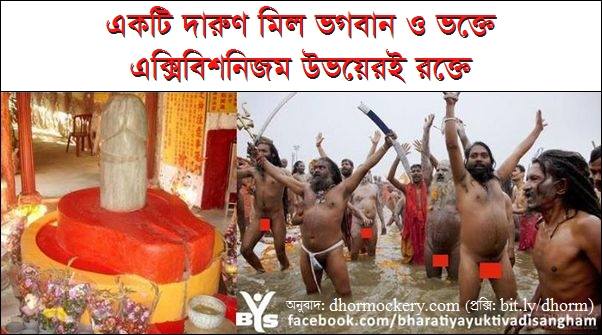 একটি দারুণ মিল ভগবান ও ভক্তে
এক্সিবিশনিজম উভয়েরই রক্তে
BYS
অনুবাদ: dhormockery.com (প্রক্সি: bit.ly/dhorm)
facebook.com/bharatiyayuktivadisangham